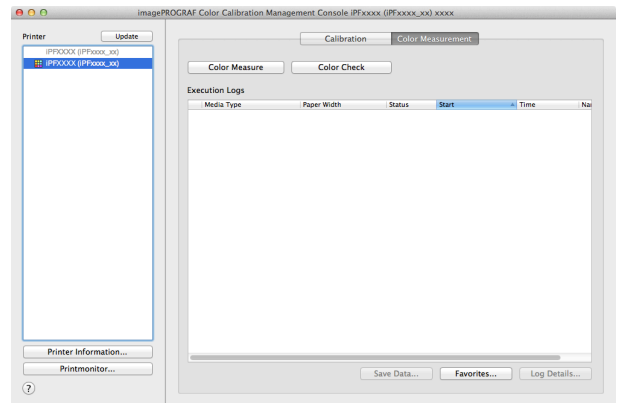 imagePROGRAF Color Calibration Management Console iPFxxxx (iPFxxxx_xx) xxxx
Printer
Update
iPFXXXX (iPFxxxx_xx)
iPFXXXX (iPFxxxx_xx)
Printer Information...
Printmonitor...
?
Calibration Color Measurement
Color Measure Color Check
Execution Logs
Media Type Paper Width Status Start Time Nai
Save Data... Favorites... Log Details...